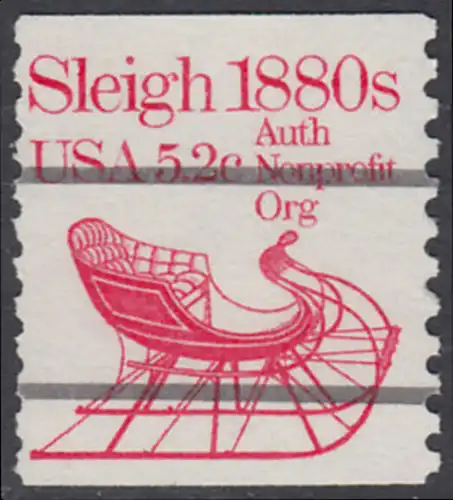 Sleigh 1880s
USA 5.2c
Auth
Nonprofit
Org